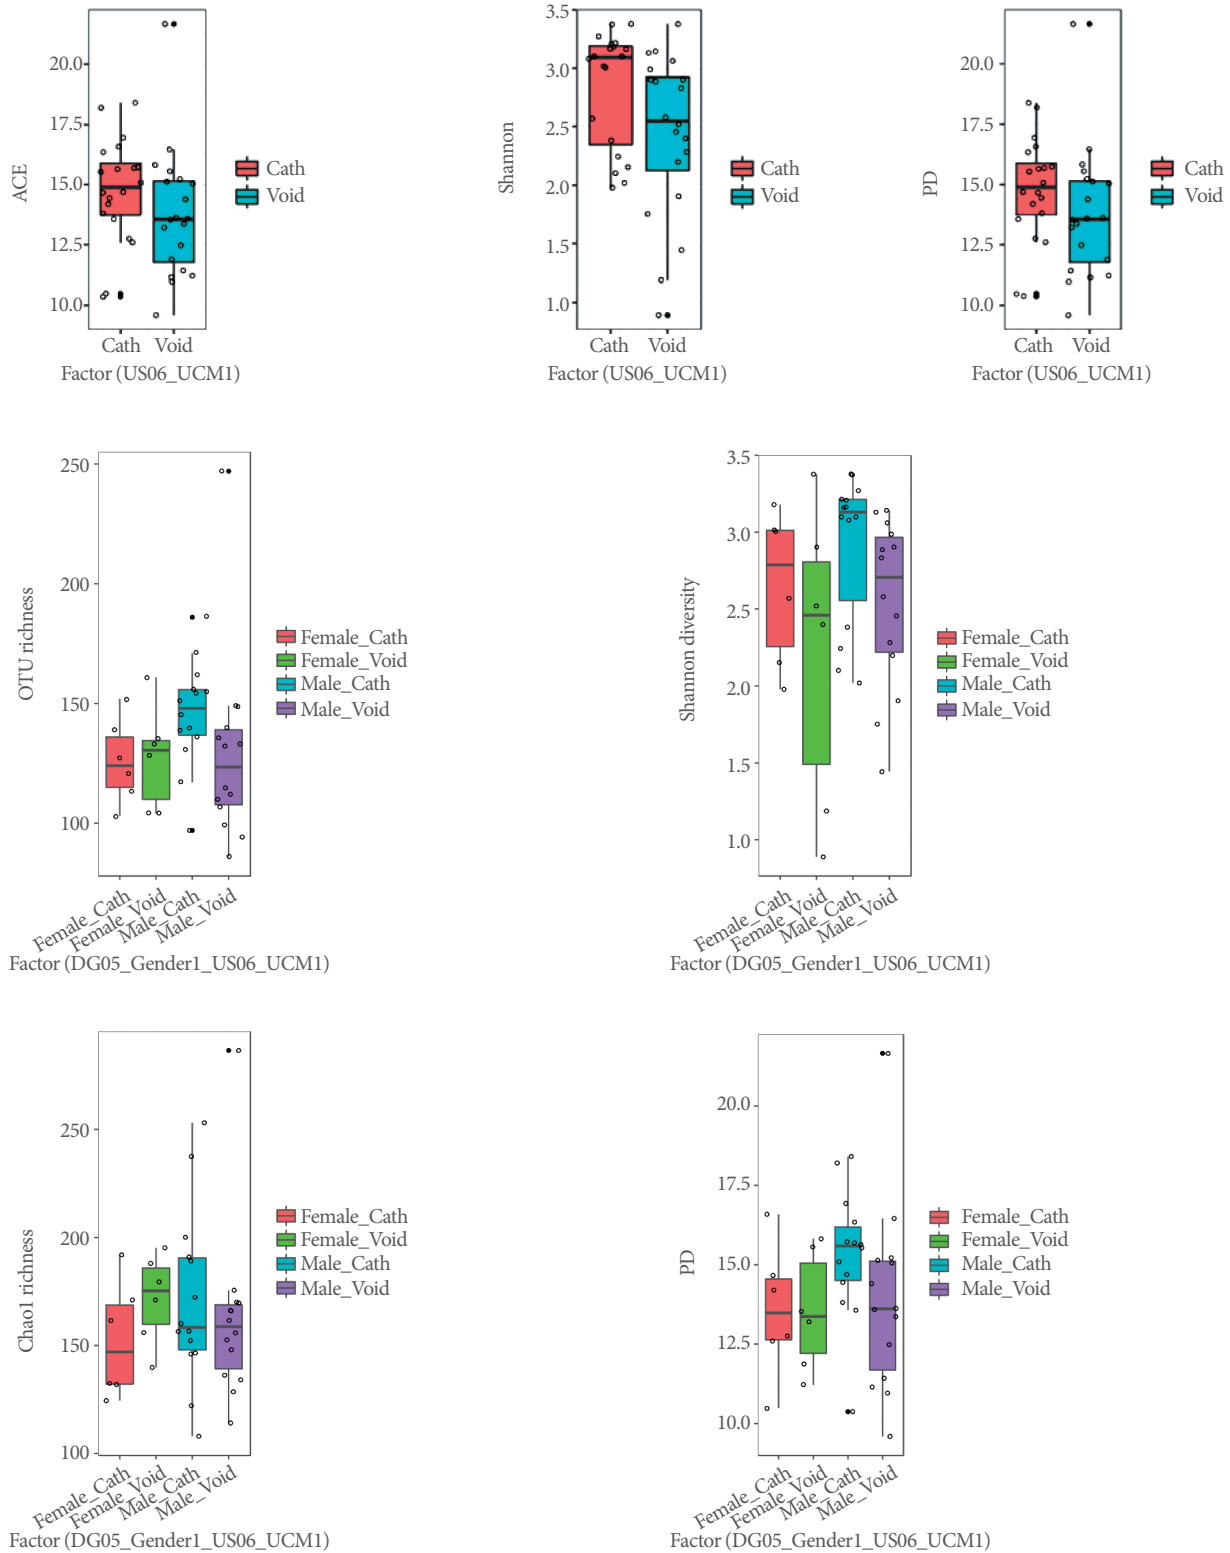 ACE
20.0
17.5
15.0
12.5
10.0
Cath Void
Factor (US06_UCM1)
Cath
Void
Shannon
3.5
3.0
2.5
2.0
1.5
1.0
Cath Void
Factor (US06_UCM1)
Cath
Void
PD
20.0
17.5
15.0
12.5
10.0
Cath Void
Factor (US06_UCM1)
Cath
Void
OTU richness
250
200
150
100
Female_Cath
Female_Void
Male_Cath
Male_Void
Factor (DG05_Gender1_US06_UCM1)
Female_Cath
Female_Void
Male_Cath
Male_Void
Shannon diversity
3.5
3.0
2.5
2.0
1.5
1.0
Female_Cath
Female_Void
Male_Cath
Male_Void
Factor (DG05_Gender1_US06_UCM1)
Female_Cath
Female_Void
Male_Cath
Male_Void
Chao1 richness
250
200
150
100
Female_Cath
Female_Void
Male_Cath
Male_Void
Factor (DG05_Gender1_US06_UCM1)
Female_Cath
Female_Void
Male_Cath
Male_Void
PD
20.0
17.5
15.0
12.5
10.0
Female_Cath
Female_Void
Male_Cath
Male_Void
Factor (DG05_Gender1_US06_UCM1)
Female_Cath
Female_Void
Male_Cath
Male_Void